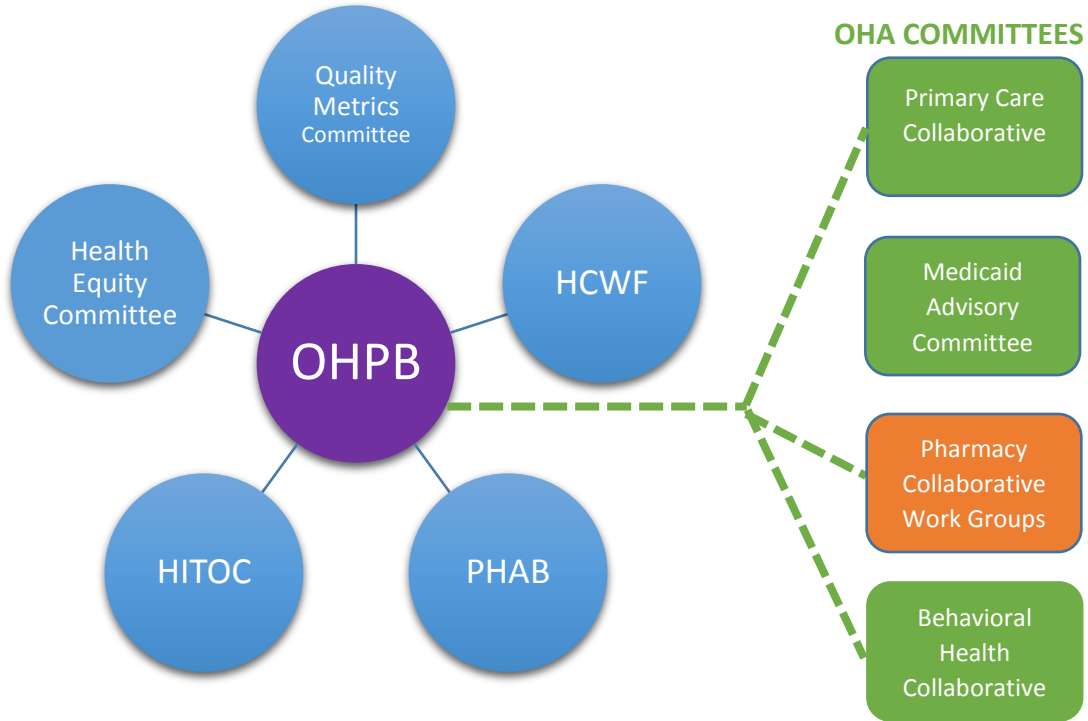 OHA COMMITTEES
Quality
Metrics
Committee
Health
Equity
Committee
HCWF
OHPB
HITOC
PHAB
Primary Care
Collaborative
Medicaid
Advisory
Committee
Pharmacy
Collaborative
Work Groups
Behavioral
Health
Collaborative